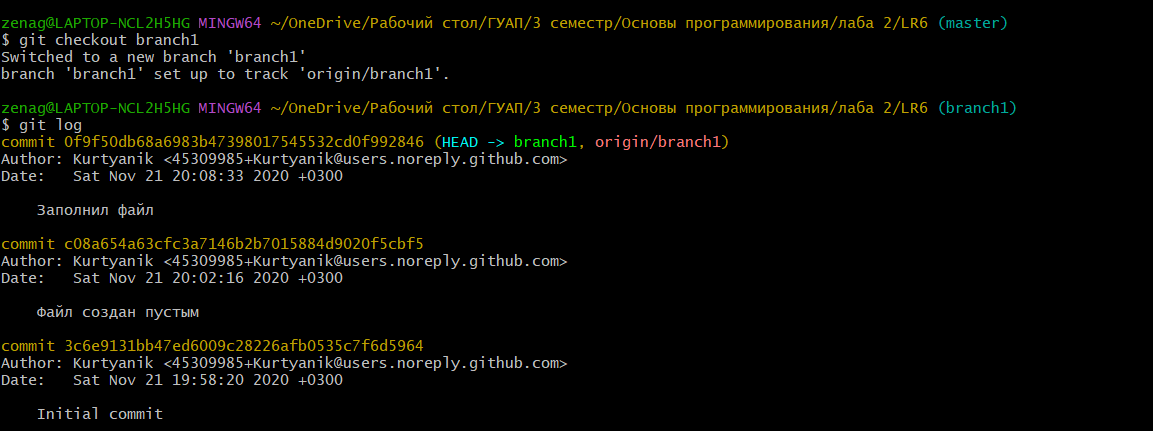 zenag@LAPTOP-NCL2H5HG MINGW64 ~/OneDrive/Рабочий стол/ГУАП/3 семестр/Основы программирования/лаба 2/LR6 (master)
$ git checkout branch1
Switched to a new branch 'branch1'
branch 'branch1' set up to track 'origin/branch1'.
zenag@LAPTOP-NCL2H5HG MINGW64 ~/OneDrive/Рабочий стол/ГУАП/3 семестр/Основы программирования/лаба 2/LR6 (branch1)
$ git log
commit 0f9f50db68a6983b47398017545532cd0f992846 (HEAD -> branch1, origin/branch1)
Author: Kurtyanik <45309985+Kurtyanik@users.noreply.github.com>
Date:   Sat Nov 21 20:08:33 2020 +0300
Заполнил файл
commit c08a654a63cfc3a7146b2b7015884d9020f5cbf5
Author: Kurtyanik <45309985+Kurtyanik@users.noreply.github.com>
Date:   Sat Nov 21 20:02:16 2020 +0300
Файл создан пустым
commit 3c6e9131bb47ed6009c28226afb0535c7f6d5964
Author: Kurtyanik <45309985+Kurtyanik@users.noreply.github.com>
Date:   Sat Nov 21 19:58:20 2020 +0300
Initial commit